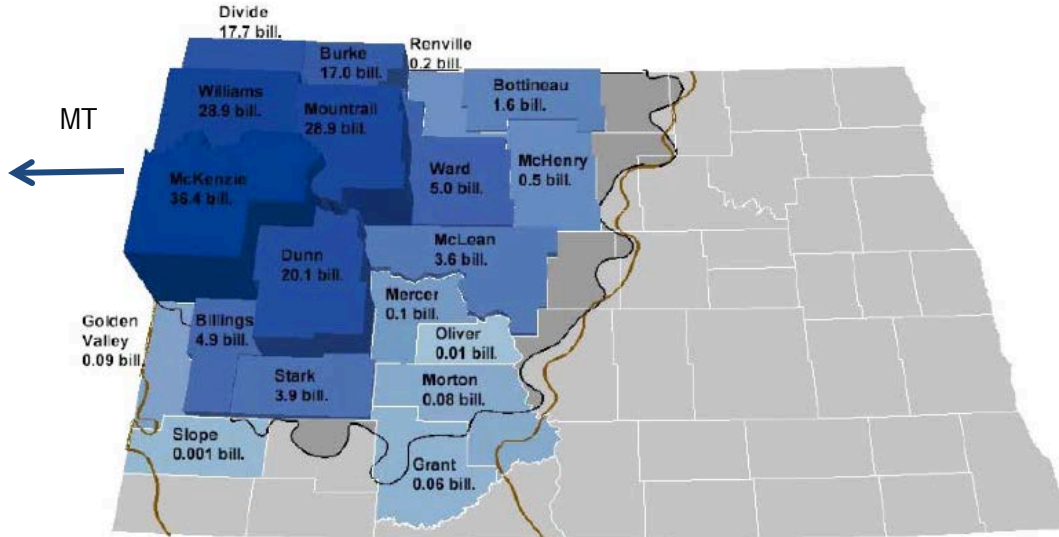 Divide
17.7 bill.
Burke
17.0 bill.
Renville
0.2 bill.
Bottineau
1.6 bill.
Williams
28.9 bill.
Mountrail
28.9 bill.
MT
McKenzie
36.4 bill.
Ward
5.0 bill.
McHenry
0.5 bill.
McLean
3.6 bill.
Dunn
20.1 bill.
Mercer
0.1 bill.
Golden
Valley
0.09 bill.
Billings
4.9 bill.
Oliver
0.01 bill.
Stark
3.9 bill.
Morton
0.08 bill.
Slope
0.001 bill.
Grant
0.06 bill.